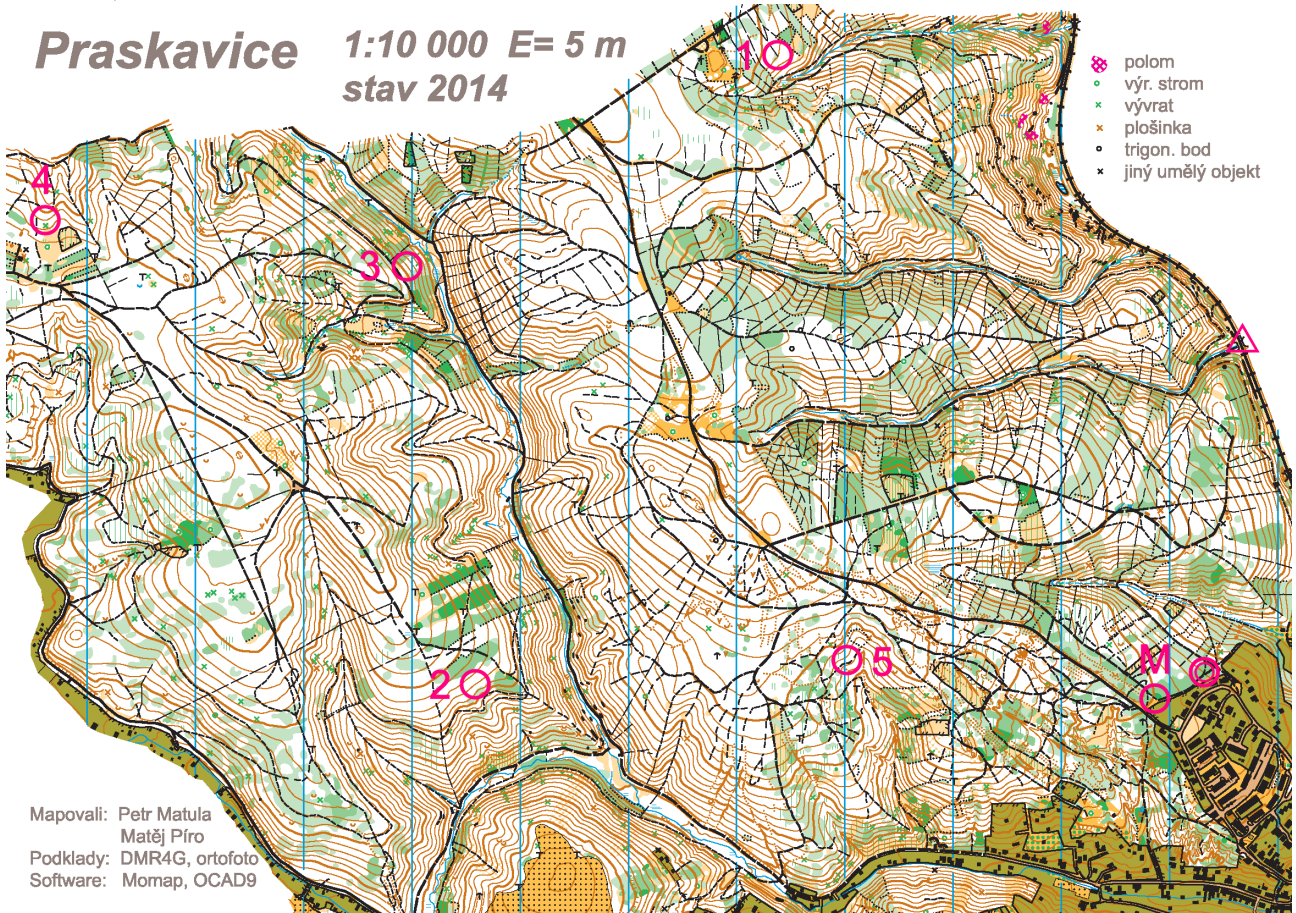 Praskavice 1:10 000 E= 5 m
stav 2014
polom
výr. strom
vývrat
plošinka
trigon. bod
jiný umělý objekt
1
4
3
2
5
M
Mapovali: Petr Matula
Matěj Píro
Podklady: DMR4G, ortofoto
Software: Mornap, OCAD9